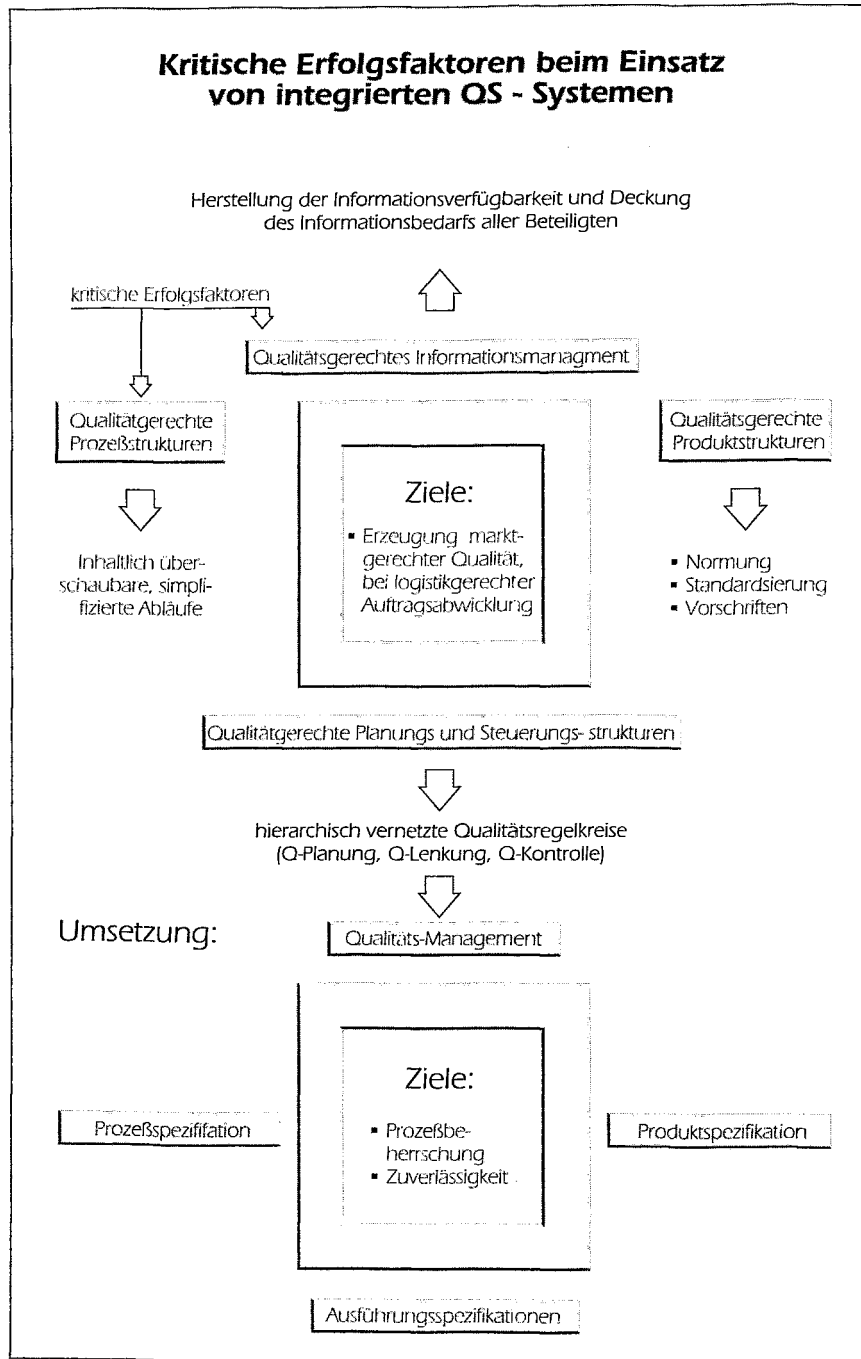 Kritische Erfolgsfaktoren beim Einsatz
von integrierten QS - Systemen
Herstellung der Informationsverfügbarkeit und Deckung
des Informationsbedarfs aller Beteiligten
kritische Erfolgsfaktoren
Qualitätsgerechtes Informationsmanagment
Qualitätgerechte
Prozeßstrukturen
Inhaltlich über-
schaubare, simpli-
fizierte Abläufe
Ziele:
▪ Erzeugung markt-
gerechter Qualität,
bei logistikgerechter
Auftragsabwicklung
Qualitätsgerechte
Produktstrukturen
▪ Normung
▪ Standardsierung
▪ Vorschriften
Qualitätgerechte Planungs und Steuerungs- strukturen
hierarchisch vernetzte Qualitätsregelkreise
(Q-Planung, Q-Lenkung, Q-Kontrolle)
Umsetzung:
Qualitäts-Management
Prozeßspezififation
Ziele:
▪ Prozeßbe-
herrschung
▪ Zuverlässigkeit
Produktspezifikation
Ausführungsspezifikationen